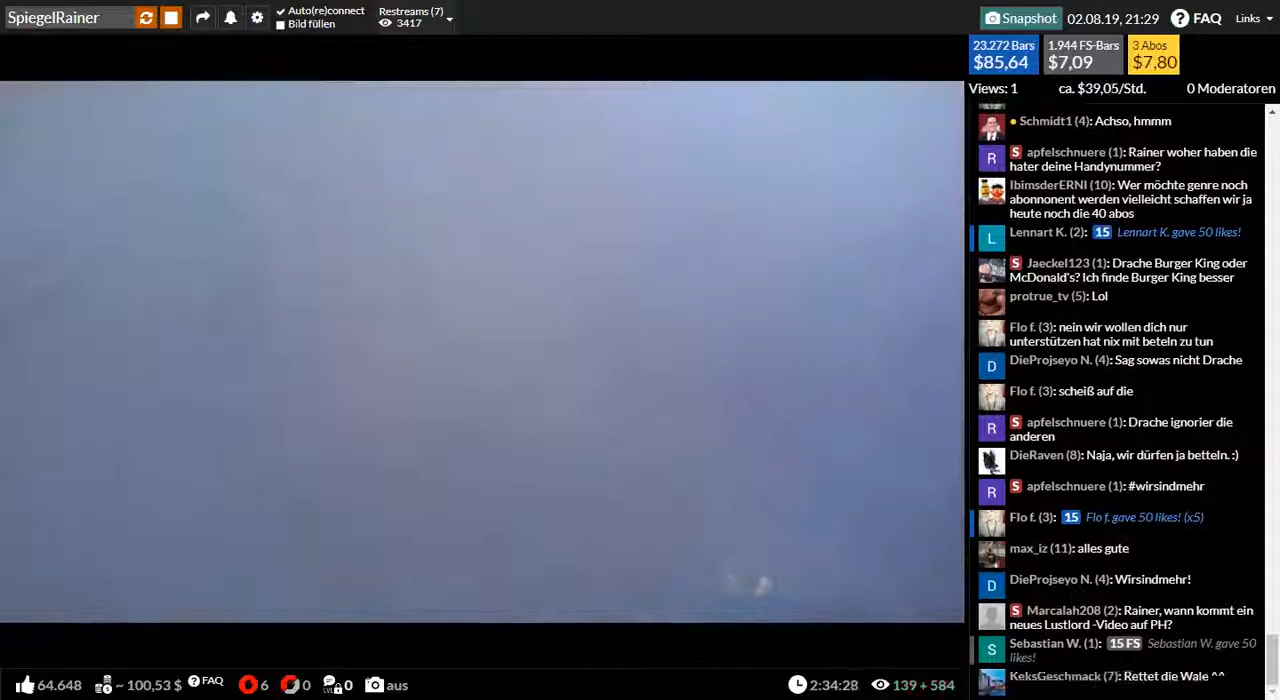 SpiegelRainer
Auto(re)connect
Bild füllen
Restreams (7)
3417
Snapshot
02.08.19, 21:29
? FAQ
Links
23.272 Bars
$85,64
1.944 FS-Bars
$7,09
3 Abos
$7,80
Views: 1
ca. $39,05/Std.
0 Moderatoren
Schmidt1 (4): Achso, hmmm
R
S apfelschnuere (1): Rainer woher haben die
hater deine Handynummer?
IbimsderERNI (10): Wer möchte genre noch
abonnonent werden vielleicht schaffen wir ja
heute noch die 40 abos
L
Lennart K. (2): 15 Lennart K. gave 50 likes!
S Jaeckel123 (1): Drache Burger King oder
McDonald's? Ich finde Burger King besser
protrue_tv (5): Lol
Flo f. (3): nein wir wollen dich nur
unterstützen hat nix mit beteln zu tun
D
DieProjseyo N. (4): Sag sowas nicht Drache
Flo f. (3): scheiß auf die
R
S apfelschnuere (1): Drache ignorier die
anderen
DieRaven (8): Naja, wir dürfen ja betteln. :)
R
S apfelschnuere (1): #wirsindmehr
Flo f. (3): 15 Flo f. gave 50 likes! (x5)
max_iz (11): alles gute
D
DieProjseyo N. (4): Wirsindmehr!
S Marcalah208 (2): Rainer, wann kommt ein
neues Lustlord -Video auf PH?
S
Sebastian W. (1): 15 FS Sebastian W. gave 50
likes!
KeksGeschmack (7): Rettet die Wale ^^
64.648
~ 100,53 $
? FAQ
6
0
LVL
0
aus
2:34:28
139 + 584